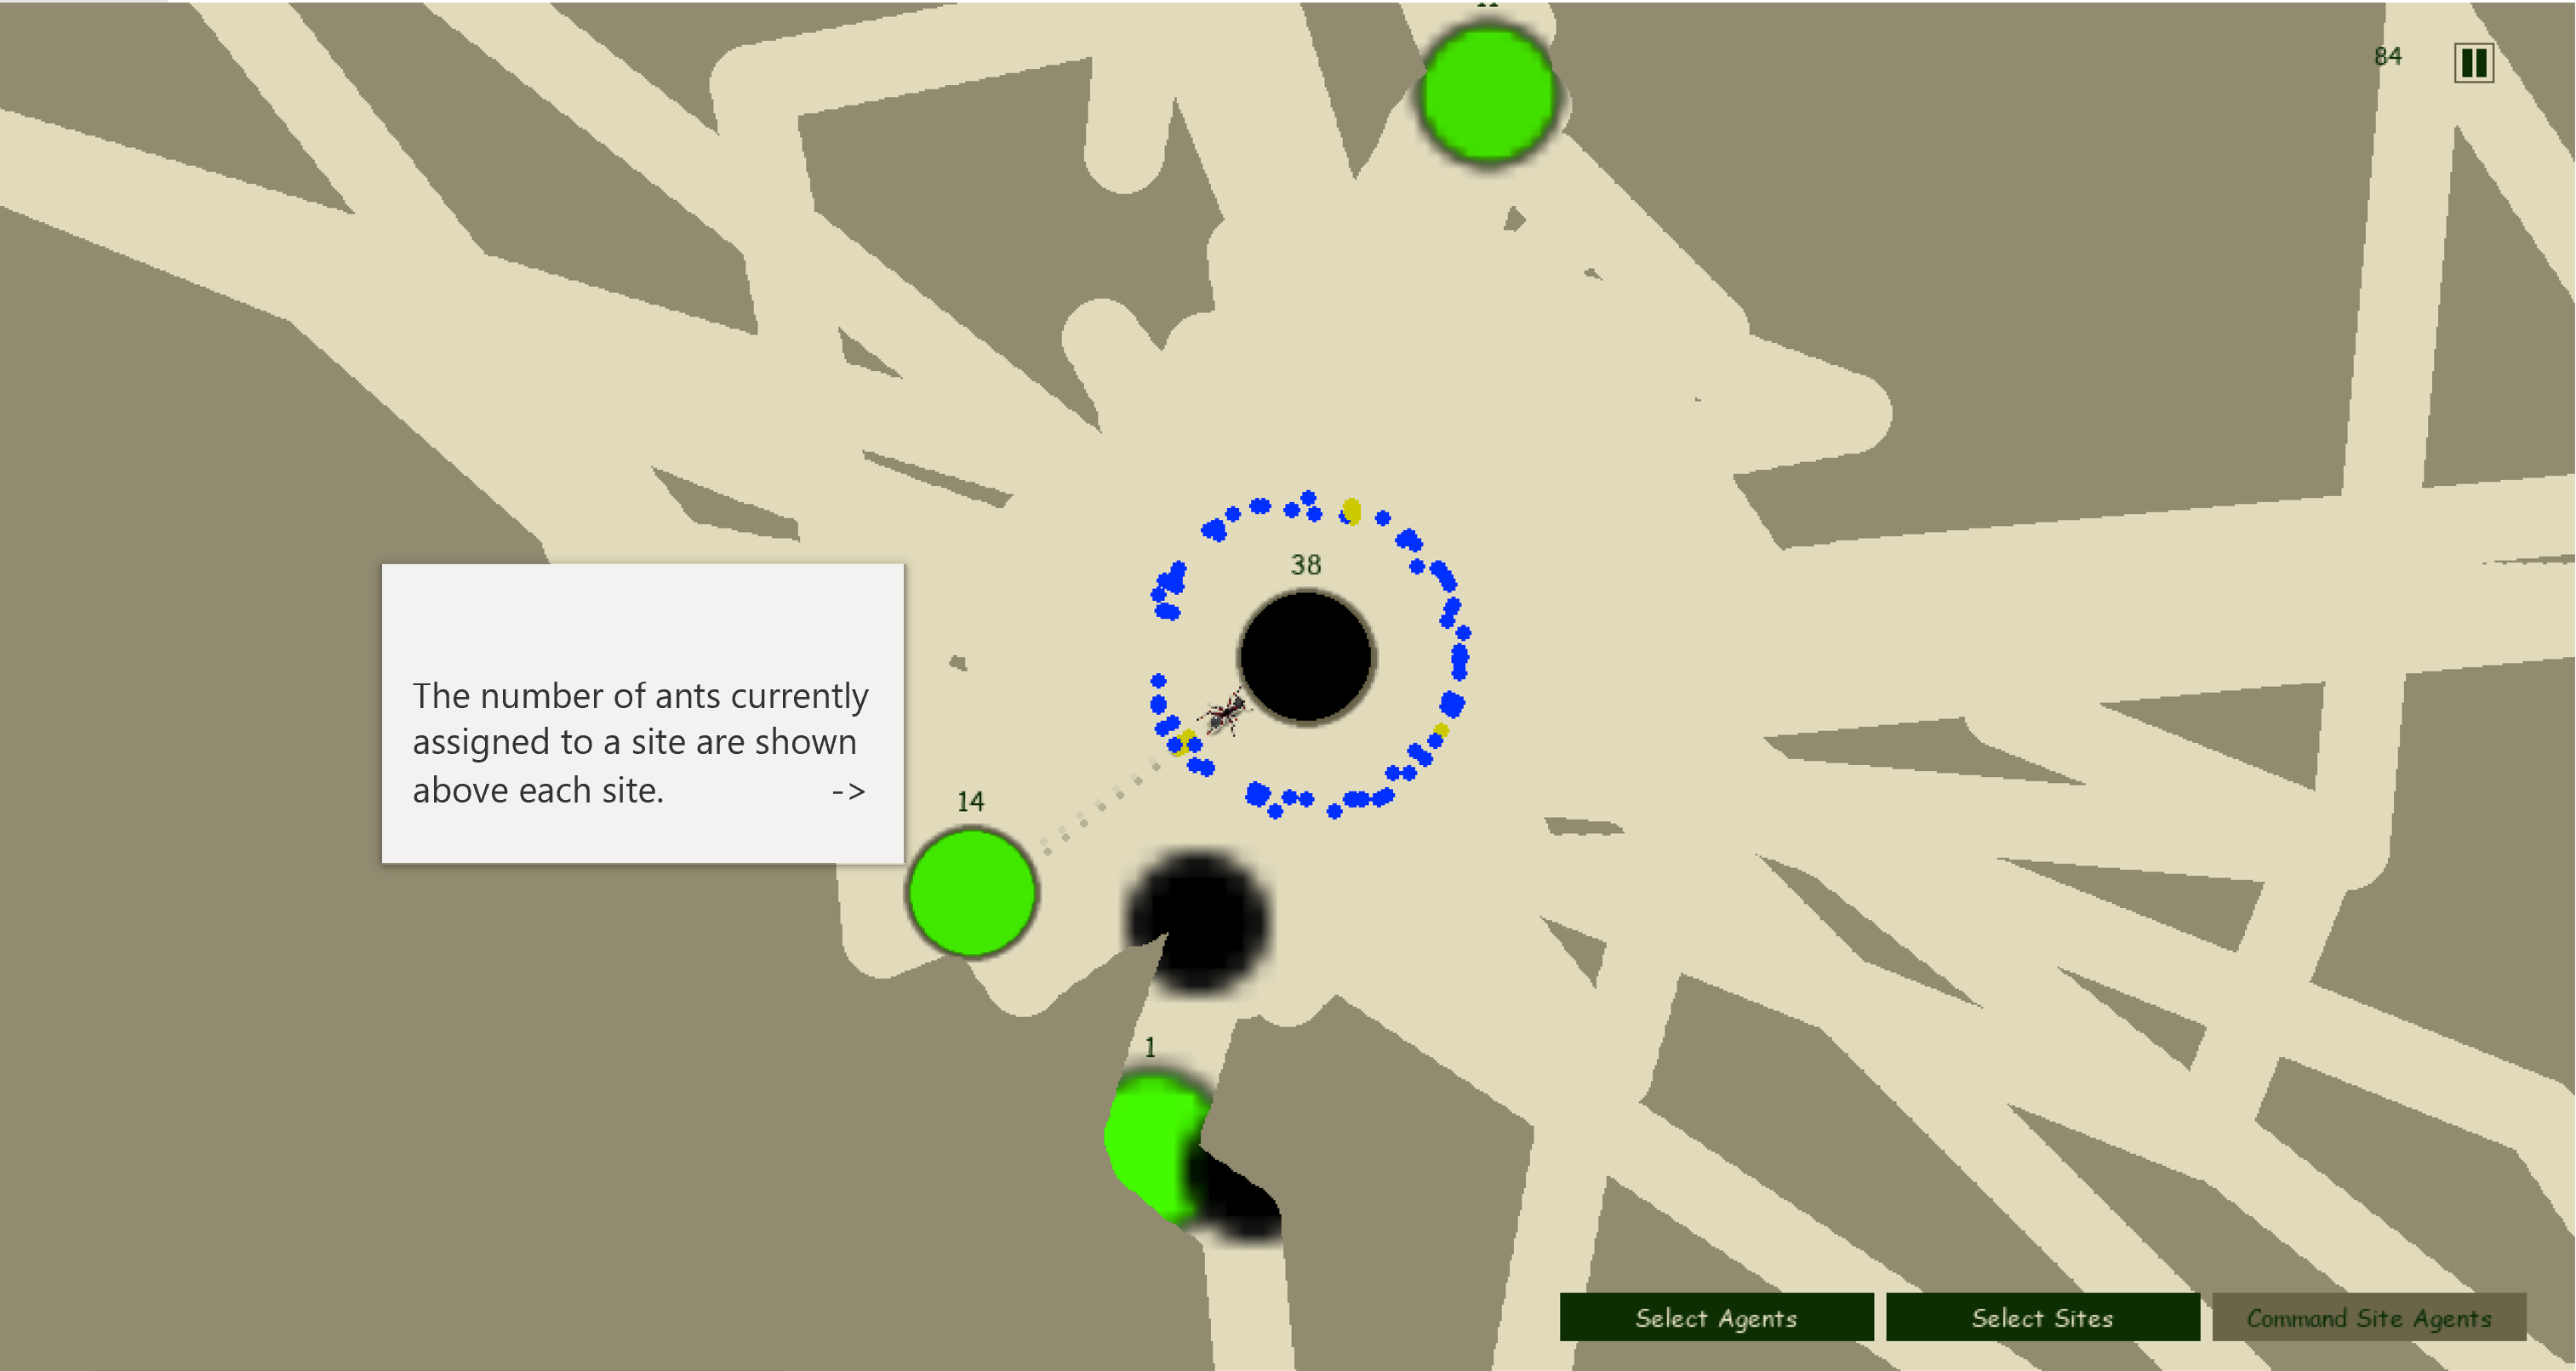 11
84
38
The number of ants currently
assigned to a site are shown
above each site. ->
14
1
Select Agents
Select Sites
Command Site Agents